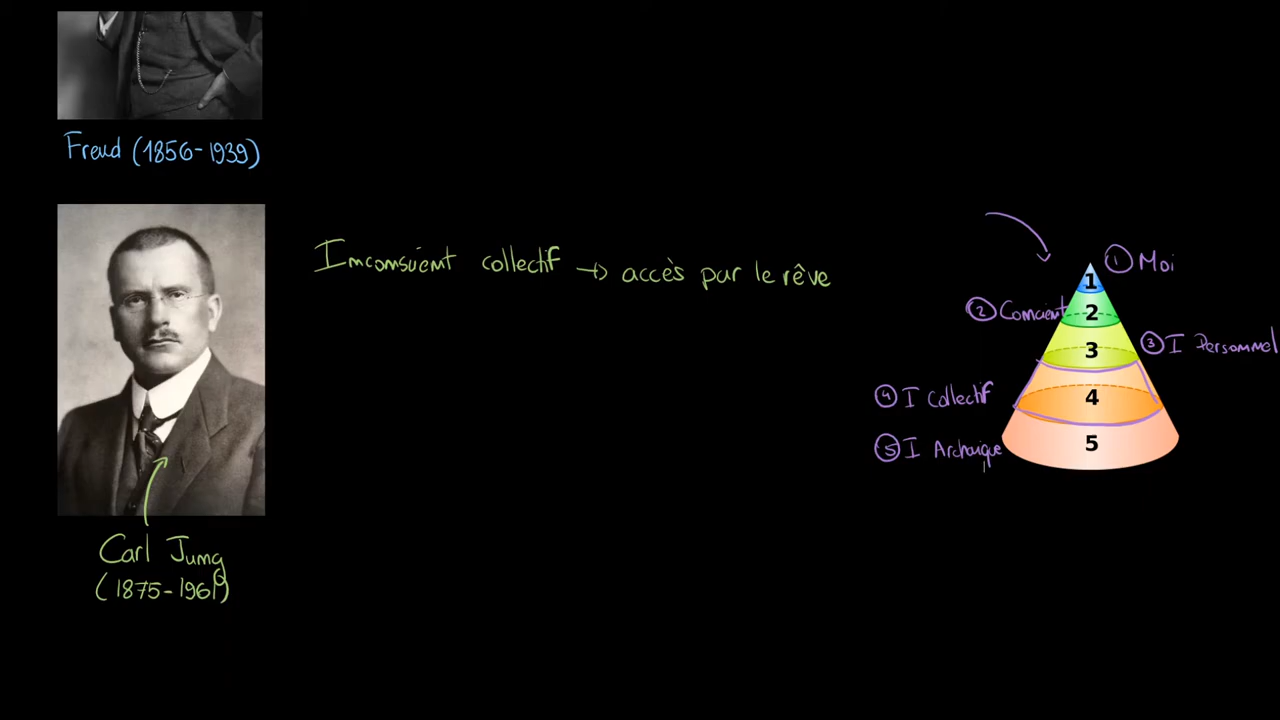 Freud (1856-1939)
Inconscient collectif → accès par le rêve
① Moi
② Conscient
③ I Personnel
④ I Collectif
⑤ I Archaïque
1
2
3
4
5
Carl Jung
(1875-1961)